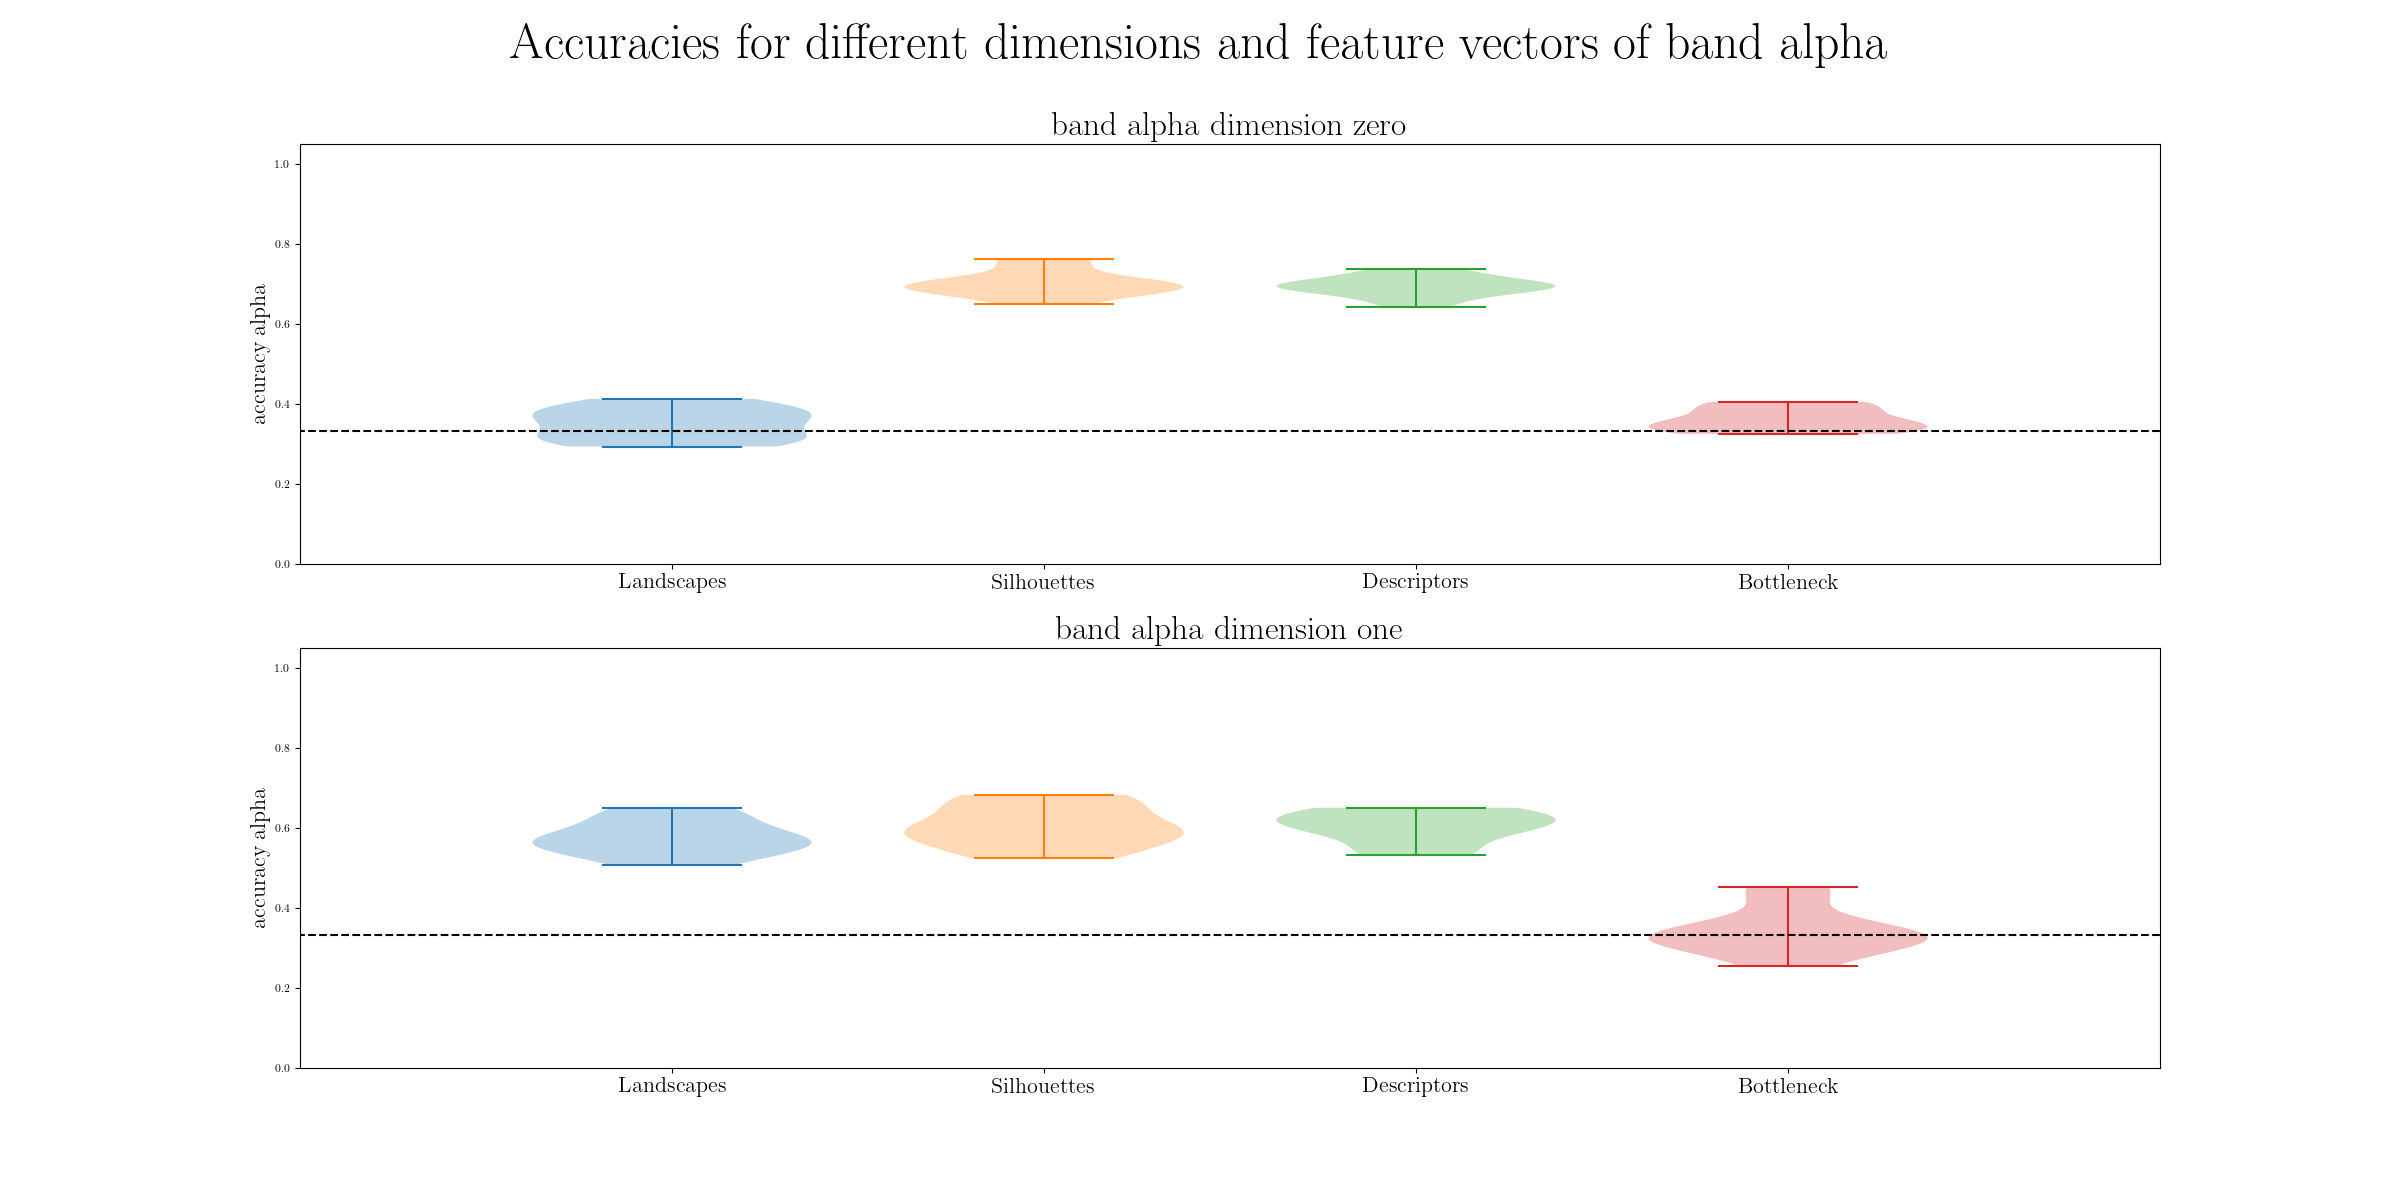 Accuracies for different dimensions and feature vectors of band alpha
band alpha dimension zero
1.0
0.8
0.6
0.4
0.2
0.0
accuracy alpha
Landscapes Silhouettes Descriptors Bottleneck
band alpha dimension one
1.0
0.8
0.6
0.4
0.2
0.0
accuracy alpha
Landscapes Silhouettes Descriptors Bottleneck